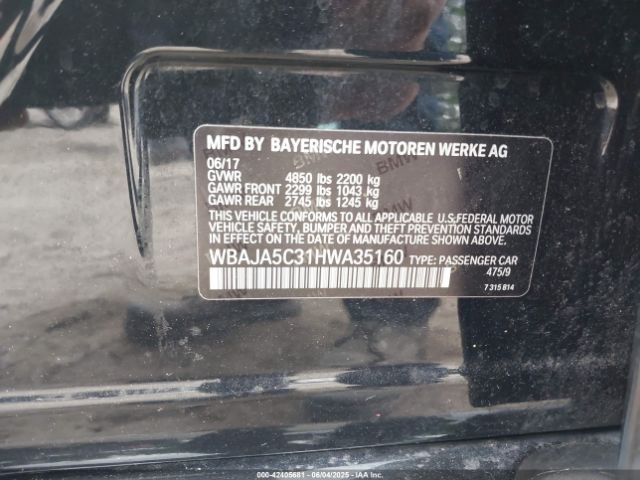 MFD BY BAYERISCHE MOTOREN WERKE AG
06/17
GVWR 4850 lbs 2200 kg
GAWR FRONT 2299 lbs 1043 kg
GAWR REAR 2745 lbs 1245 kg
THIS VEHICLE CONFORMS TO ALL APPLICABLE U.S.FEDERAL MOTOR
VEHICLE SAFETY, BUMPER, AND THEFT PREVENTION STANDARDS
IN EFFECT ON THE DATE OF MANUFACTURE SHOWN ABOVE.
WBAJA5C31HWA35160 TYPE: PASSENGER CAR
475/9
7 315 814
BMW
000-42405681 - 06/04/2025 - IAAI.COM